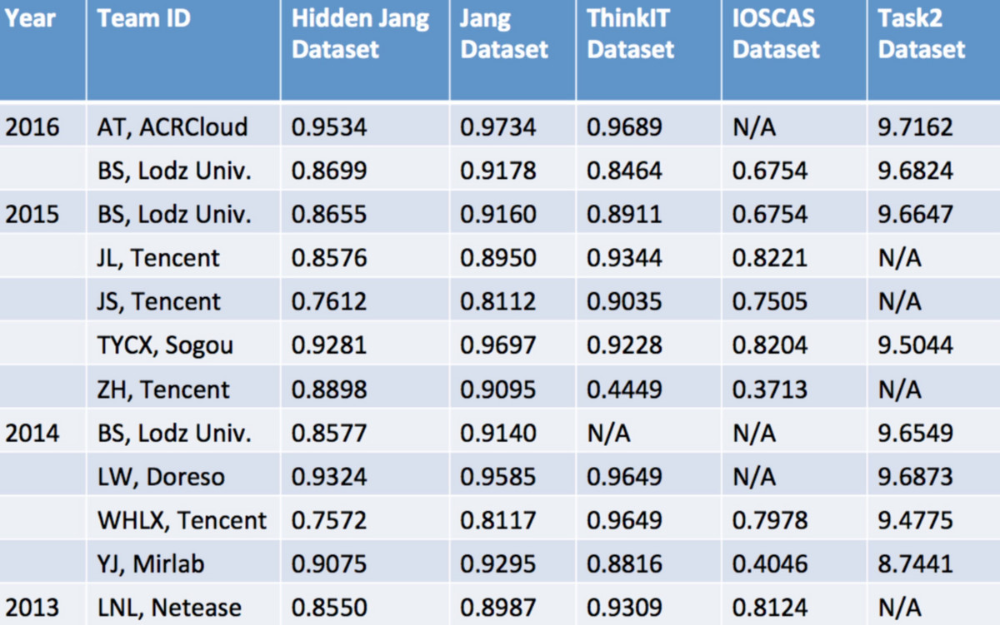 Year Team ID Hidden Jang Dataset Jang Dataset ThinkIT Dataset IOSCAS Dataset Task2 Dataset
2016 AT, ACRCloud 0.9534 0.9734 0.9689 N/A 9.7162
BS, Lodz Univ. 0.8699 0.9178 0.8464 0.6754 9.6824
2015 BS, Lodz Univ. 0.8655 0.9160 0.8911 0.6754 9.6647
JL, Tencent 0.8576 0.8950 0.9344 0.8221 N/A
JS, Tencent 0.7612 0.8112 0.9035 0.7505 N/A
TYCX, Sogou 0.9281 0.9697 0.9228 0.8204 9.5044
ZH, Tencent 0.8898 0.9095 0.4449 0.3713 N/A
2014 BS, Lodz Univ. 0.8577 0.9140 N/A N/A 9.6549
LW, Doreso 0.9324 0.9585 0.9649 N/A 9.6873
WHLX, Tencent 0.7572 0.8117 0.9649 0.7978 9.4775
YJ, Mirlab 0.9075 0.9295 0.8816 0.4046 8.7441
2013 LNL, Netease 0.8550 0.8987 0.9309 0.8124 N/A